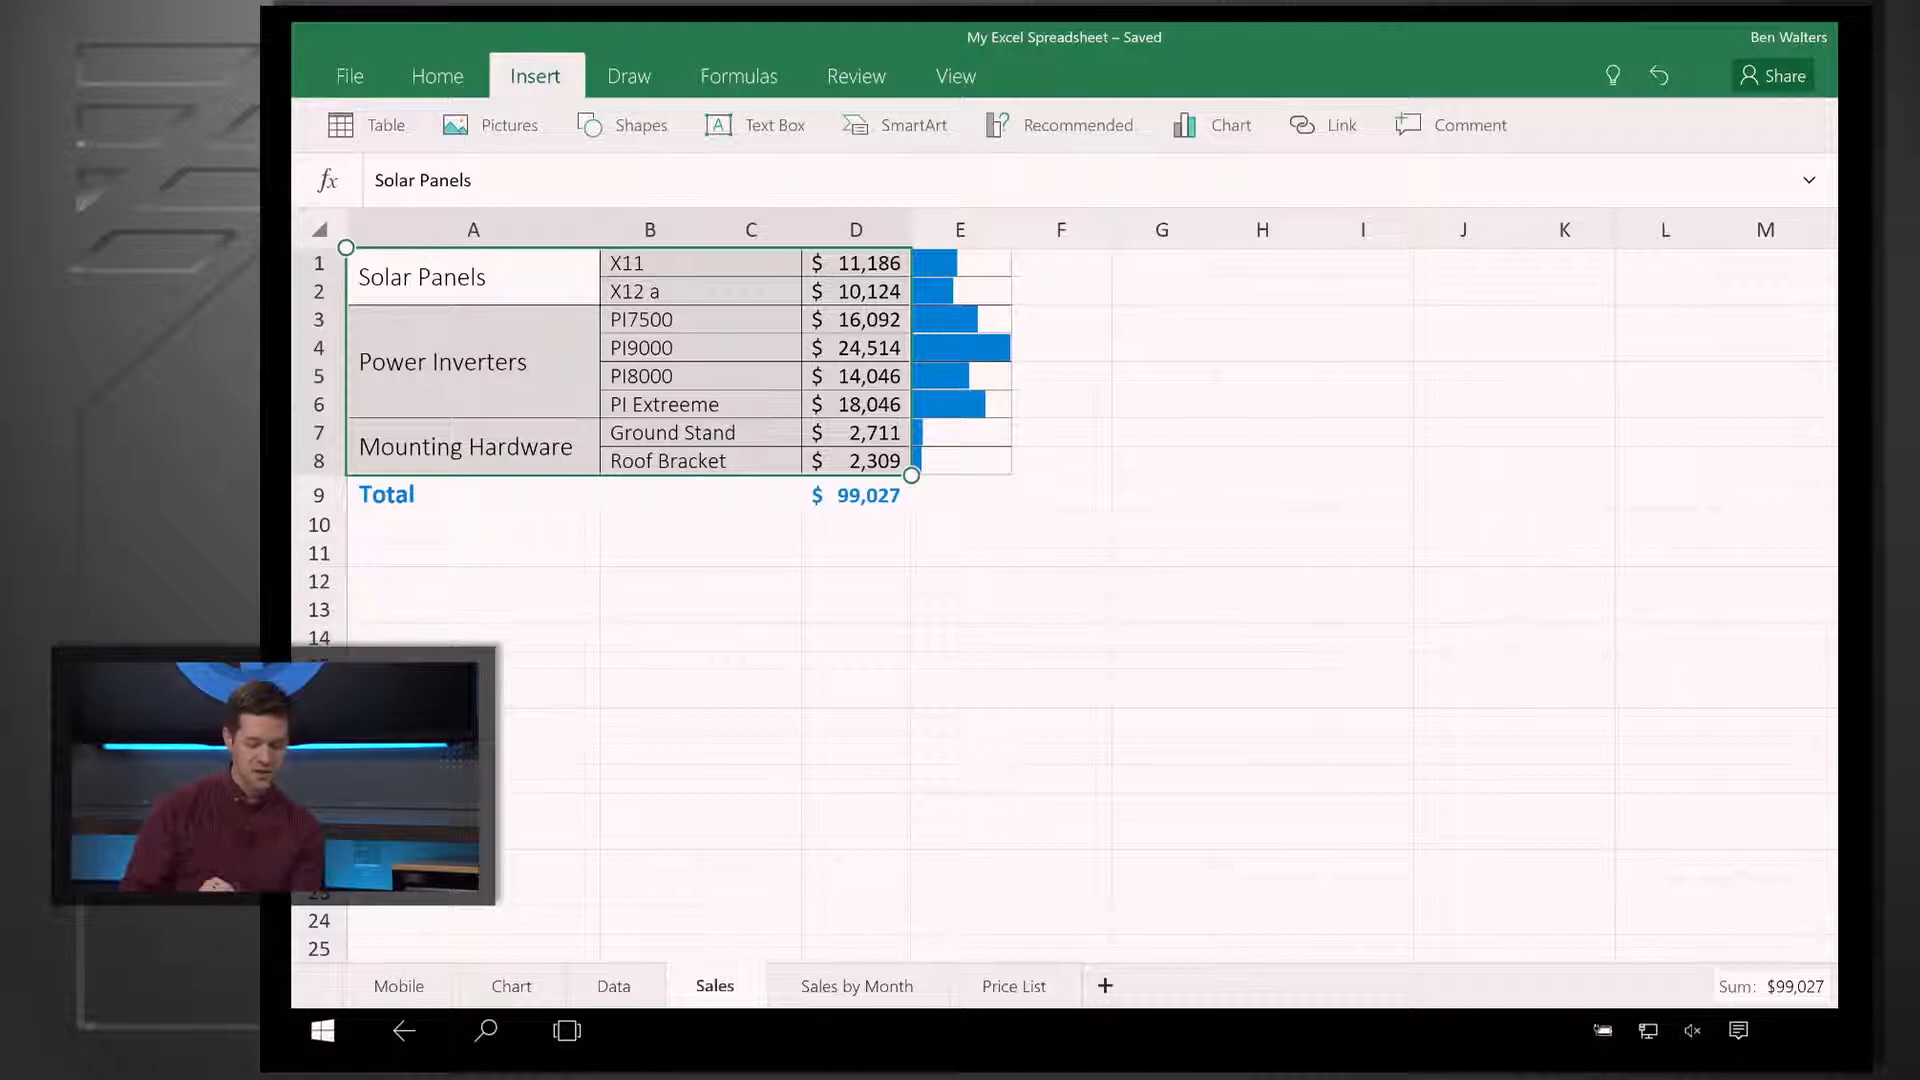 My Excel Spreadsheet – Saved
Ben Walters
File Home Insert Draw Formulas Review View
Share
Table Pictures Shapes Text Box SmartArt Recommended Chart Link Comment
fx Solar Panels
A B C D E F G H I J K L M
1 Solar Panels X11 $ 11,186
2 X12 a $ 10,124
3 PI7500 $ 16,092
4 Power Inverters PI9000 $ 24,514
5 PI8000 $ 14,046
6 PI Extreeme $ 18,046
7 Mounting Hardware Ground Stand $ 2,711
8 Roof Bracket $ 2,309
9 Total $ 99,027
10
11
12
13
14
24
25
Mobile Chart Data Sales Sales by Month Price List +
Sum: $99,027